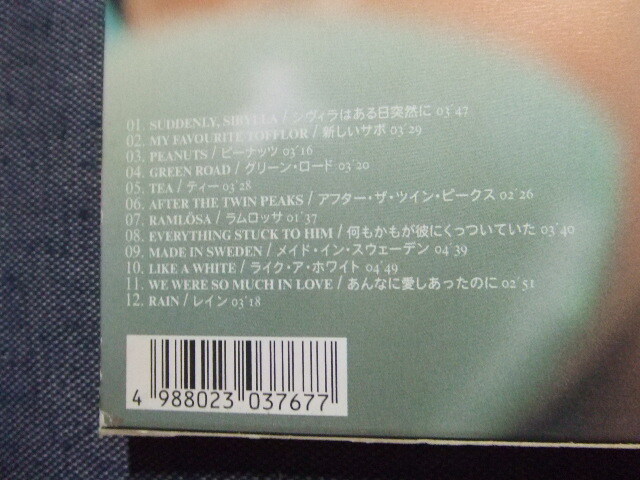 01. SUDDENLY, SIBYLLA / シヴィラはある日突然に 03'47
02. MY FAVOURITE TOFFLOR / 新しいサボ 03'29
03. PEANUTS / ピーナッツ 03'16
04. GREEN ROAD / グリーン・ロード 03'20
05. TEA / ティー 03'28
06. AFTER THE TWIN PEAKS / アフター・ザ・ツイン・ピークス 02'26
07. RAMLÖSA / ラムロッサ 01'37
08. EVERYTHING STUCK TO HIM / 何もかもが彼にくっついていた 03'40
09. MADE IN SWEDEN / メイド・イン・スウェーデン 04'39
10. LIKE A WHITE / ライク・ア・ホワイト 04'49
11. WE WERE SO MUCH IN LOVE / あんなに愛しあったのに 02'51
12. RAIN / レイン 03'18
4 988023 037677